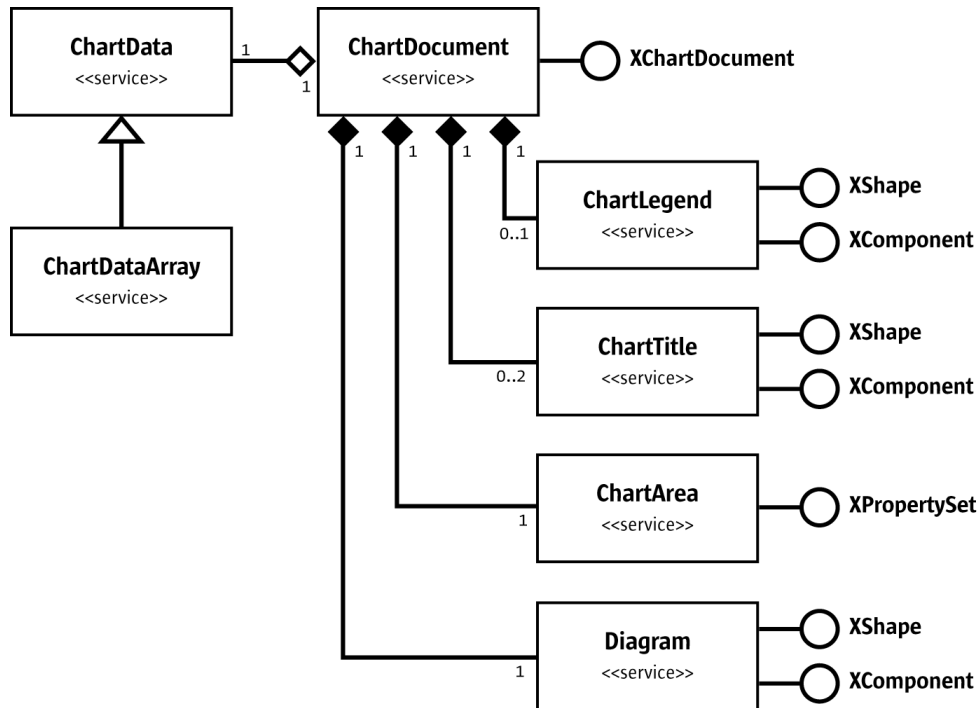 ChartData
<<service>>
1
1
ChartDocument
<<service>>
XChartDocument
1
1
1
1
ChartDataArray
<<service>>
ChartLegend
<<service>>
0..1
XShape
XComponent
ChartTitle
<<service>>
0..2
XShape
XComponent
ChartArea
<<service>>
1
XPropertySet
Diagram
<<service>>
1
XShape
XComponent